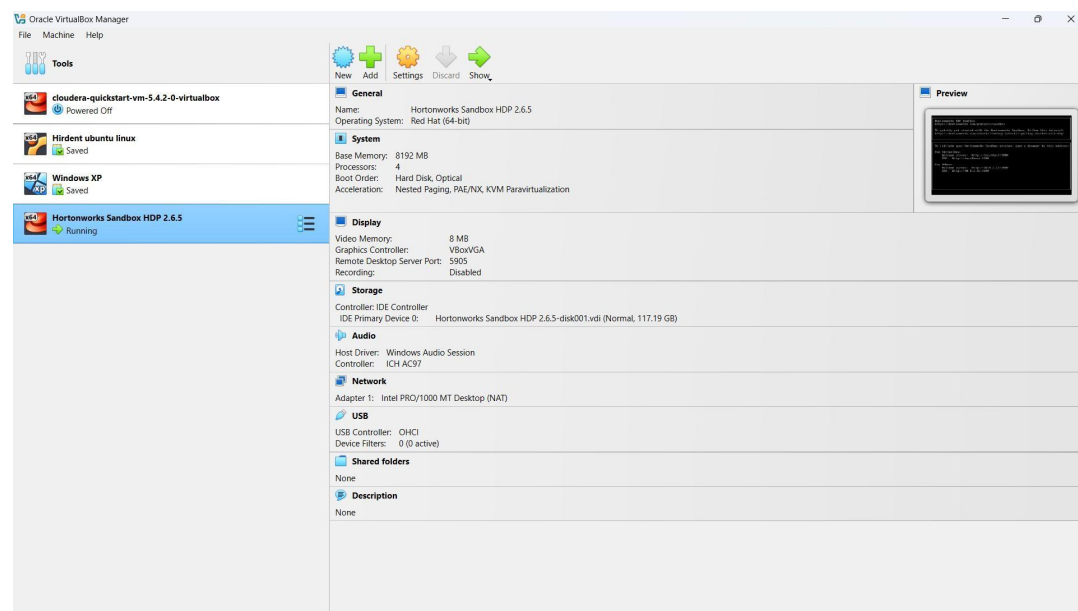 Oracle VirtualBox Manager
File Machine Help
Tools
New Add Settings Discard Show
x64
cloudera-quickstart-vm-5.4.2-0-virtualbox
Powered Off
x64
Hirdent ubuntu linux
Saved
x64
XP
Windows XP
Saved
x64
Hortonworks Sandbox HDP 2.6.5
Running
General
Name: Hortonworks Sandbox HDP 2.6.5
Operating System: Red Hat (64-bit)
Preview
System
Base Memory: 8192 MB
Processors: 4
Boot Order: Hard Disk, Optical
Acceleration: Nested Paging, PAE/NX, KVM Paravirtualization
Display
Video Memory: 8 MB
Graphics Controller: VBoxVGA
Remote Desktop Server Port: 5905
Recording: Disabled
Storage
Controller: IDE Controller
IDE Primary Device 0: Hortonworks Sandbox HDP 2.6.5-disk001.vdi (Normal, 117.19 GB)
Audio
Host Driver: Windows Audio Session
Controller: ICH AC97
Network
Adapter 1: Intel PRO/1000 MT Desktop (NAT)
USB
USB Controller: OHCI
Device Filters: 0 (0 active)
Shared folders
None
Description
None